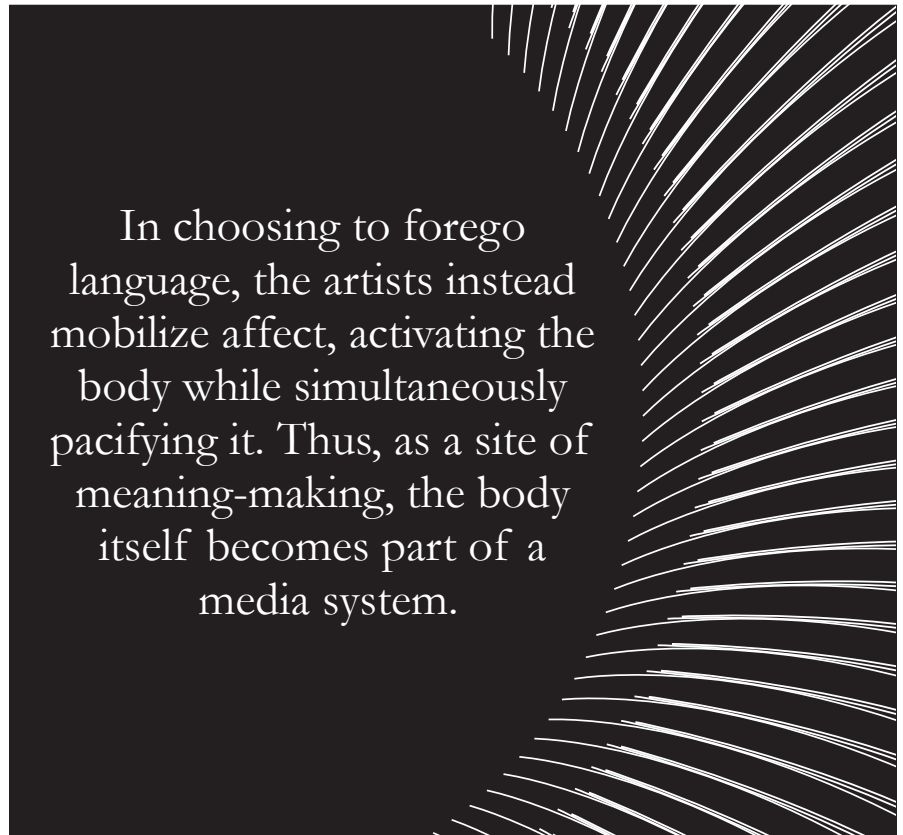 In choosing to forego
language, the artists instead
mobilize affect, activating the
body while simultaneously
pacifying it. Thus, as a site of
meaning-making, the body
itself becomes part of a
media system.